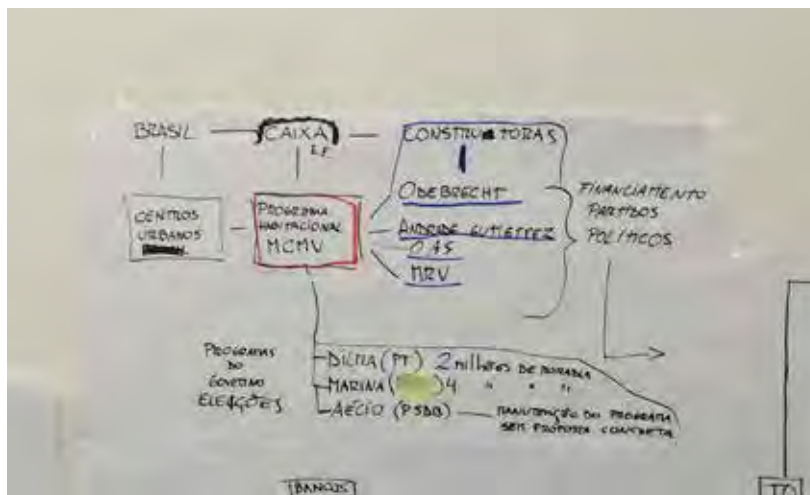 BRASIL
CAIXA
CONSTRUTORAS
ODEBRECHT
ANDRADE GUTIERREZ
OAS
MRV
CENTROS
URBANOS
PROGRAMA
HABITACIONAL
MCMV
FINANCIAMENTO
PARTIDOS
POLÍTICOS
PROGRAMAS
DO
GOVERNO
ELEIÇÕES
DILMA (PT) 2 milhões DE MORADIA
MARINA ( ) 4 " " "
AÉCIO (PSDB) MANUTENÇÃO DO PROGRAMA
SEM PROPOSTA CONCRETA
BANCOS